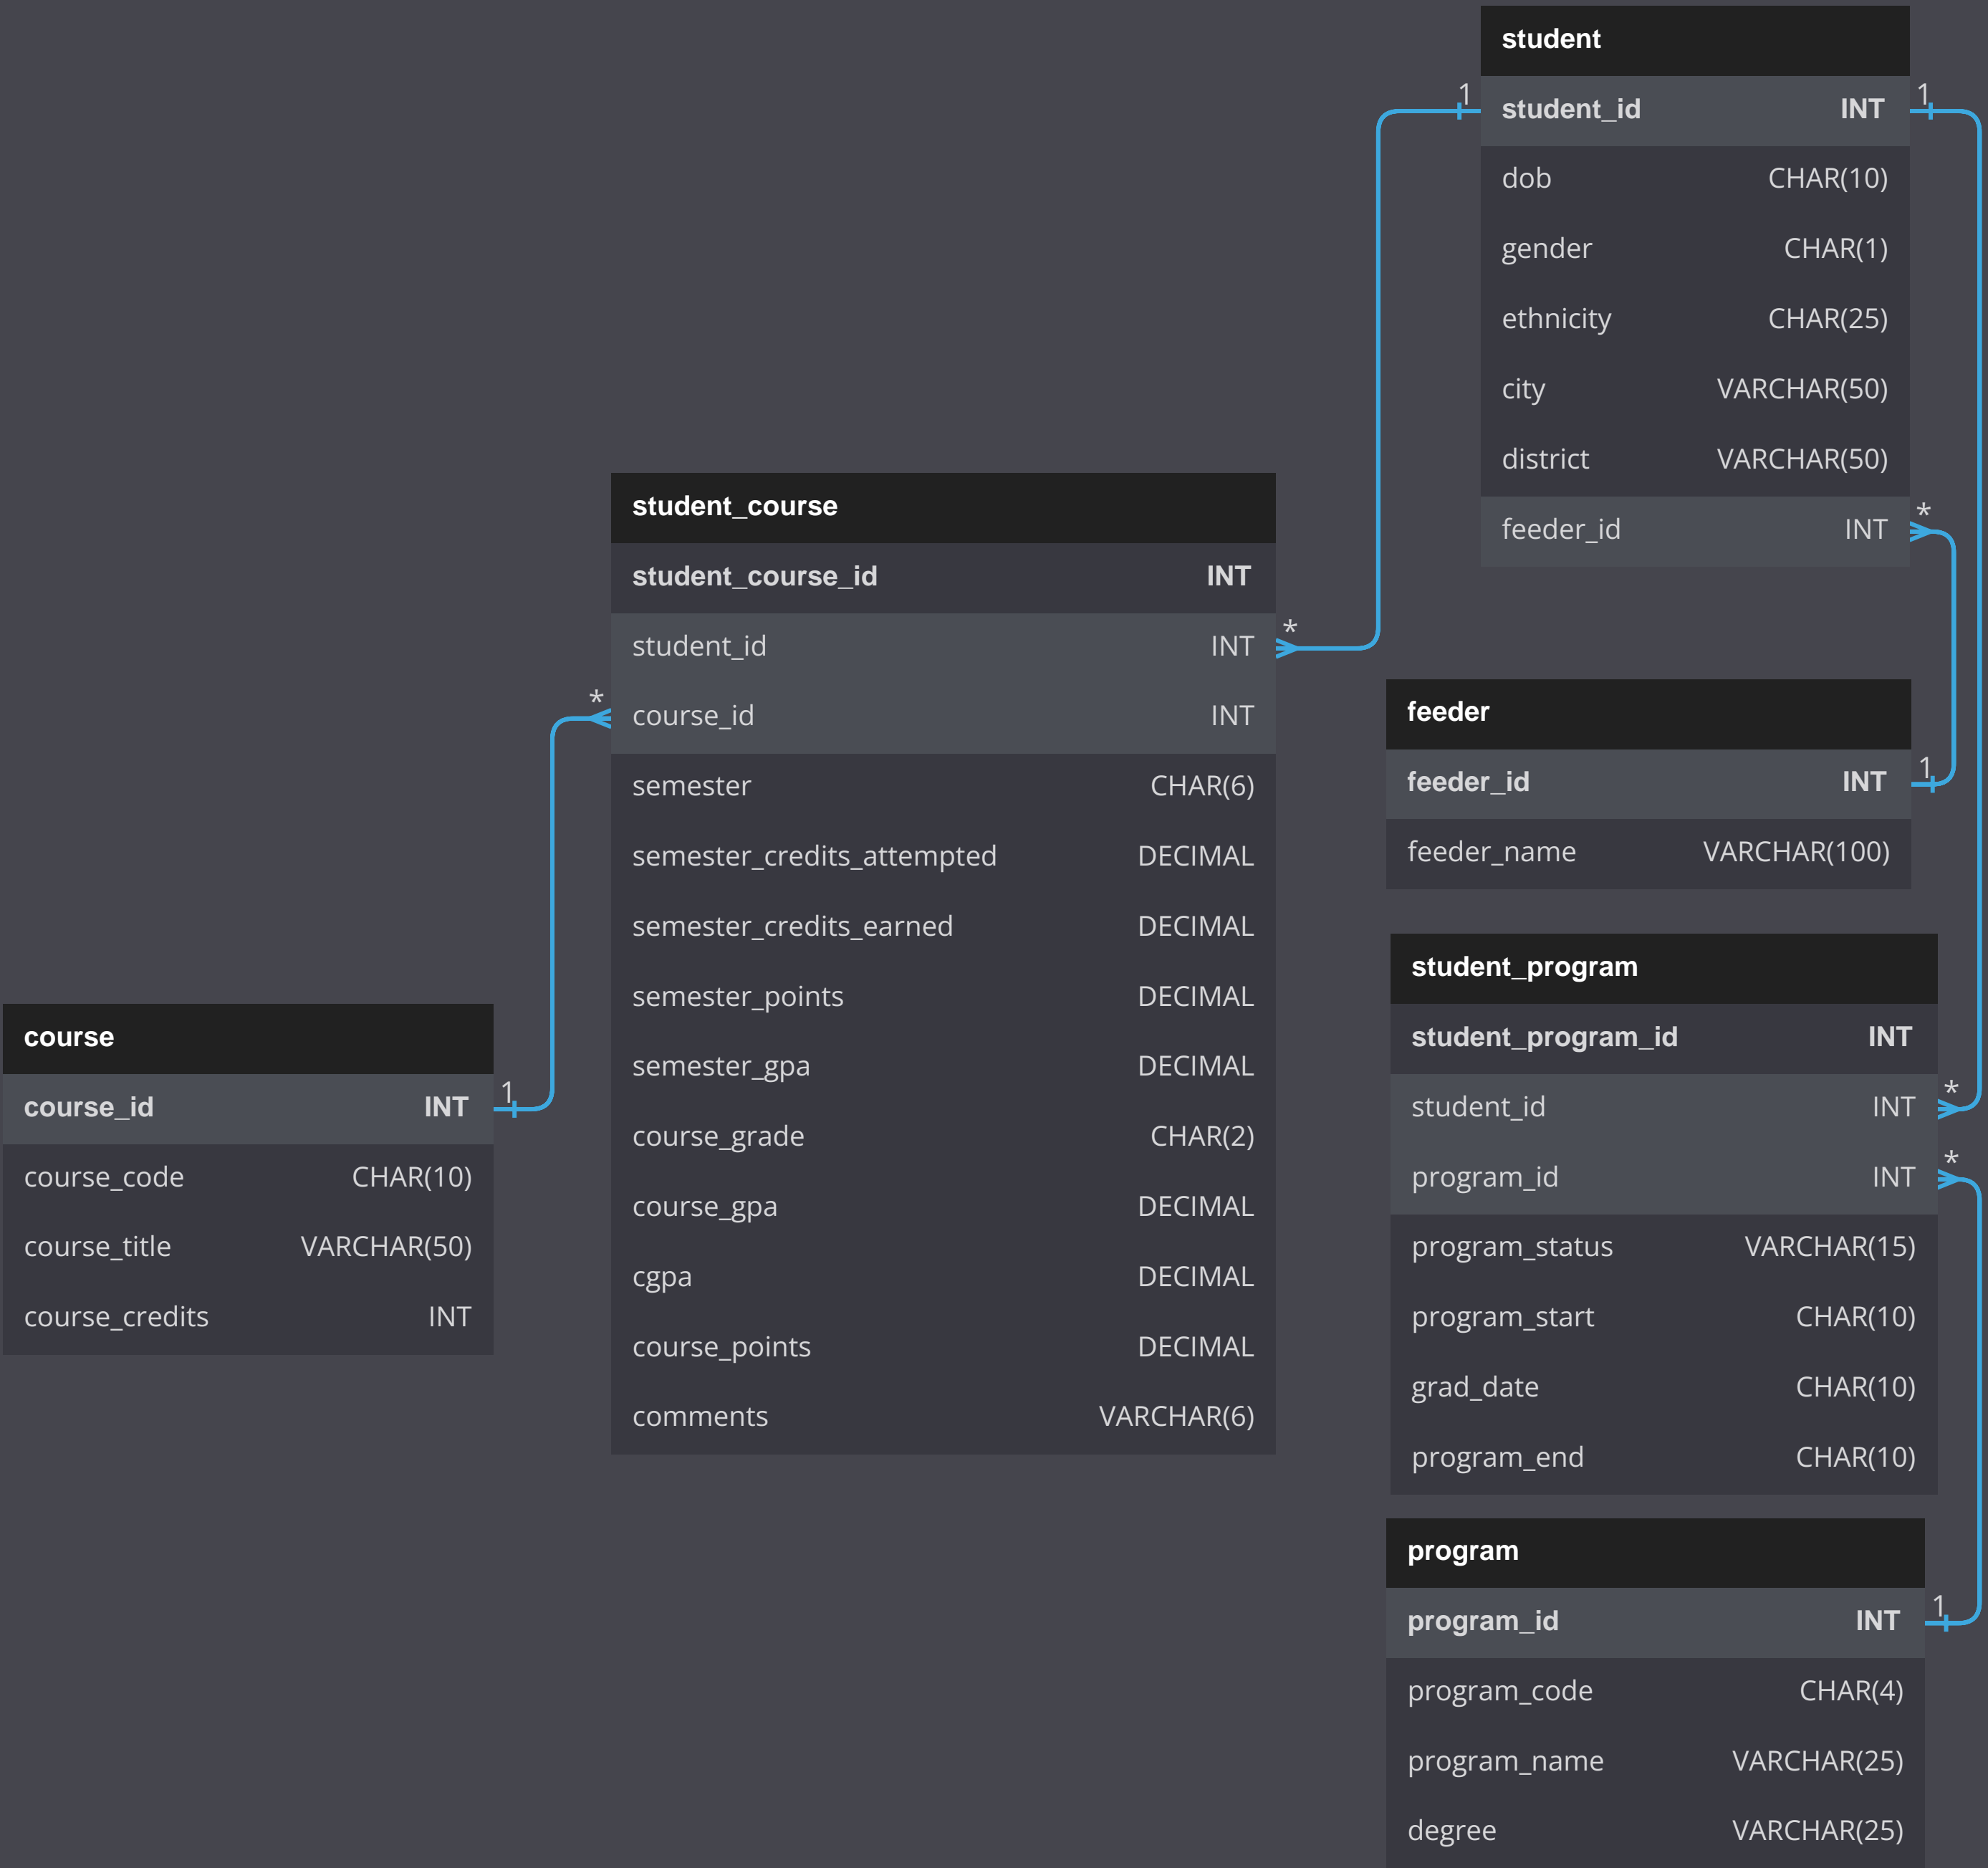 student
1 student_id INT 1
dob CHAR(10)
gender CHAR(1)
ethnicity CHAR(25)
city VARCHAR(50)
district VARCHAR(50)
feeder_id INT *
student_course
student_course_id INT
student_id INT *
* course_id INT
semester CHAR(6)
semester_credits_attempted DECIMAL
semester_credits_earned DECIMAL
semester_points DECIMAL
semester_gpa DECIMAL
course_grade CHAR(2)
course_gpa DECIMAL
cgpa DECIMAL
course_points DECIMAL
comments VARCHAR(6)
feeder
feeder_id INT 1
feeder_name VARCHAR(100)
course
course_id INT 1
course_code CHAR(10)
course_title VARCHAR(50)
course_credits INT
student_program
student_program_id INT
student_id INT *
program_id INT *
program_status VARCHAR(15)
program_start CHAR(10)
grad_date CHAR(10)
program_end CHAR(10)
program
program_id INT 1
program_code CHAR(4)
program_name VARCHAR(25)
degree VARCHAR(25)